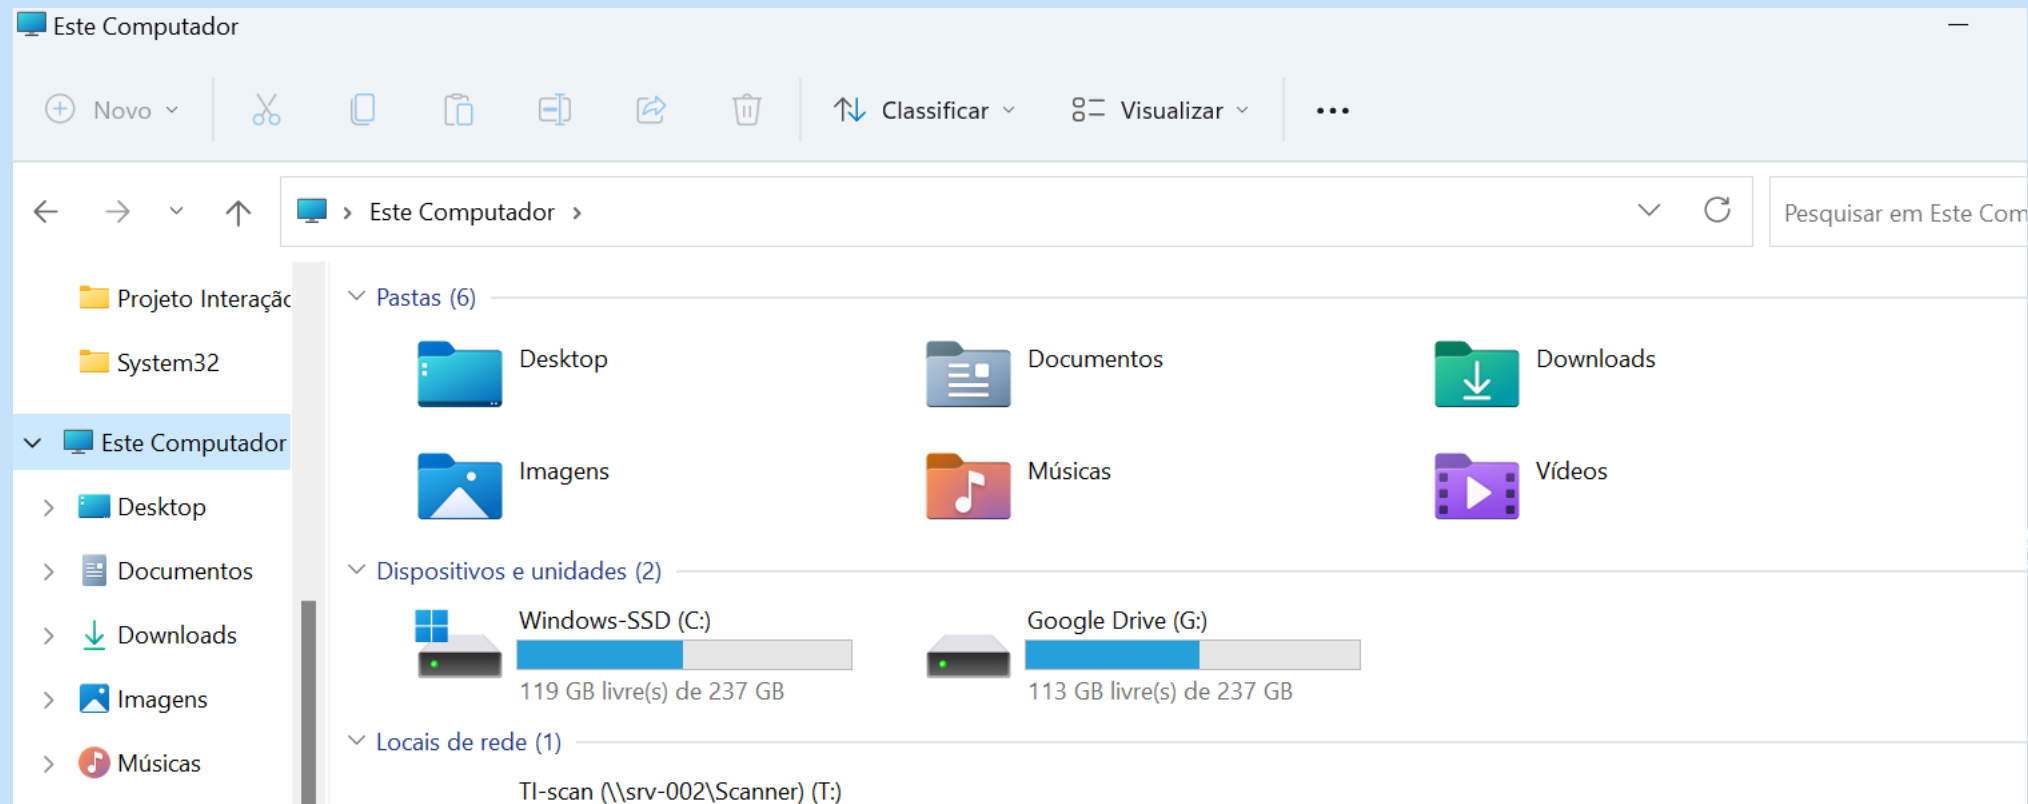 Este Computador
Novo
Classificar
Visualizar
Este Computador
Pesquisar em Este Com
Projeto Interação
System32
Este Computador
Desktop
Documentos
Downloads
Imagens
Músicas
Pastas (6)
Desktop
Documentos
Downloads
Imagens
Músicas
Vídeos
Dispositivos e unidades (2)
Windows-SSD (C:)
119 GB livre(s) de 237 GB
Google Drive (G:)
113 GB livre(s) de 237 GB
Locais de rede (1)
TI-scan (\\srv-002\Scanner) (T:)